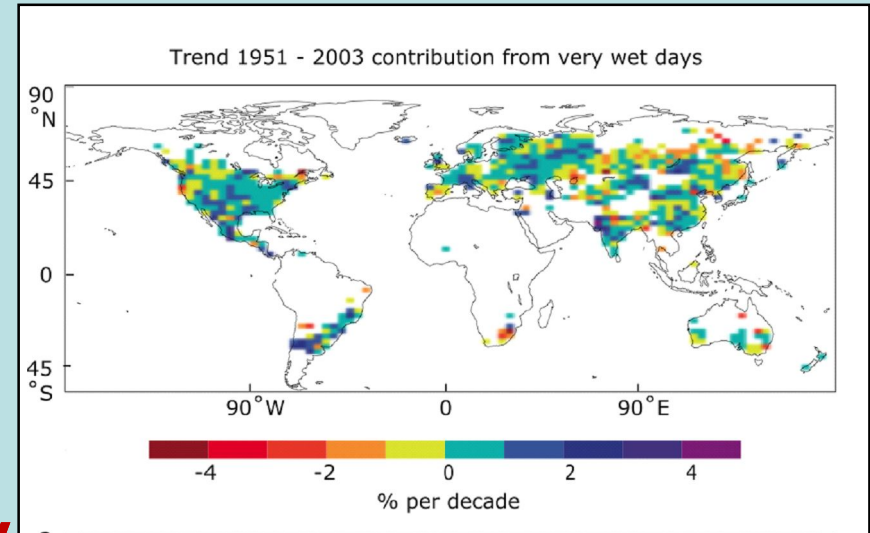 Trend 1951 - 2003 contribution from very wet days
90
°N
45
0
45
°S
90°W 0 90°E
-4 -2 0 2 4
% per decade